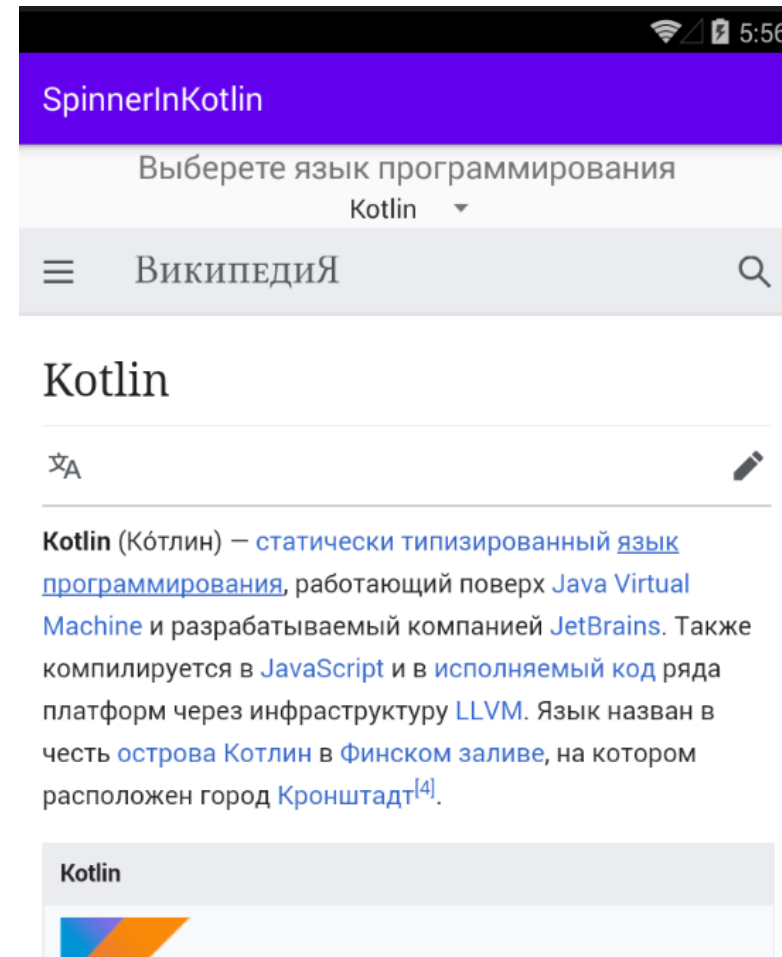 5:56
SpinnerInKotlin
Выберете язык программирования
Kotlin
ВикипедиЯ
Kotlin
Kotlin (Ко́тлин) — статически типизированный язык
программирования, работающий поверх Java Virtual
Machine и разрабатываемый компанией JetBrains. Также
компилируется в JavaScript и в исполняемый код ряда
платформ через инфраструктуру LLVM. Язык назван в
честь острова Котлин в Финском заливе, на котором
расположен город Кронштадт[4].
Kotlin